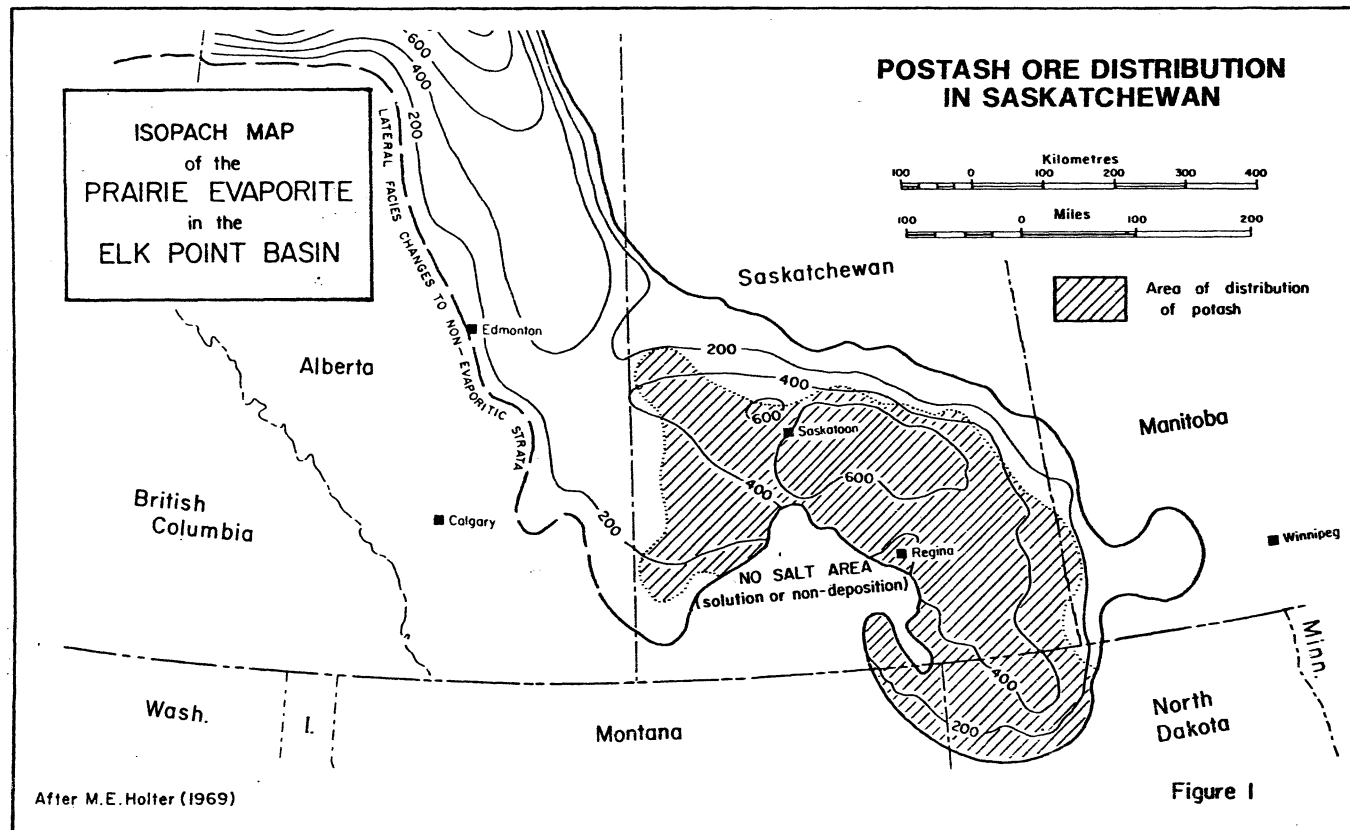 POSTASH ORE DISTRIBUTION
IN SASKATCHEWAN
ISOPACH MAP
of the
PRAIRIE EVAPORITE
in the
ELK POINT BASIN
Kilometres
100 0 100 200 300 400
Miles
100 0 100 200
Area of distribution
of potash
600
400
200
LATERAL FACIES CHANGES TO NON-EVAPORITIC STRATA
Saskatchewan
Edmonton
Alberta
200
400
600
Saskatoon
Manitoba
400
600
British
Columbia
Calgary
200
Regina
Winnipeg
NO SALT AREA
(solution or non-deposition)
Minn.
400
200
Wash.
I.
Montana
North
Dakota
After M.E. Holter (1969)
Figure I